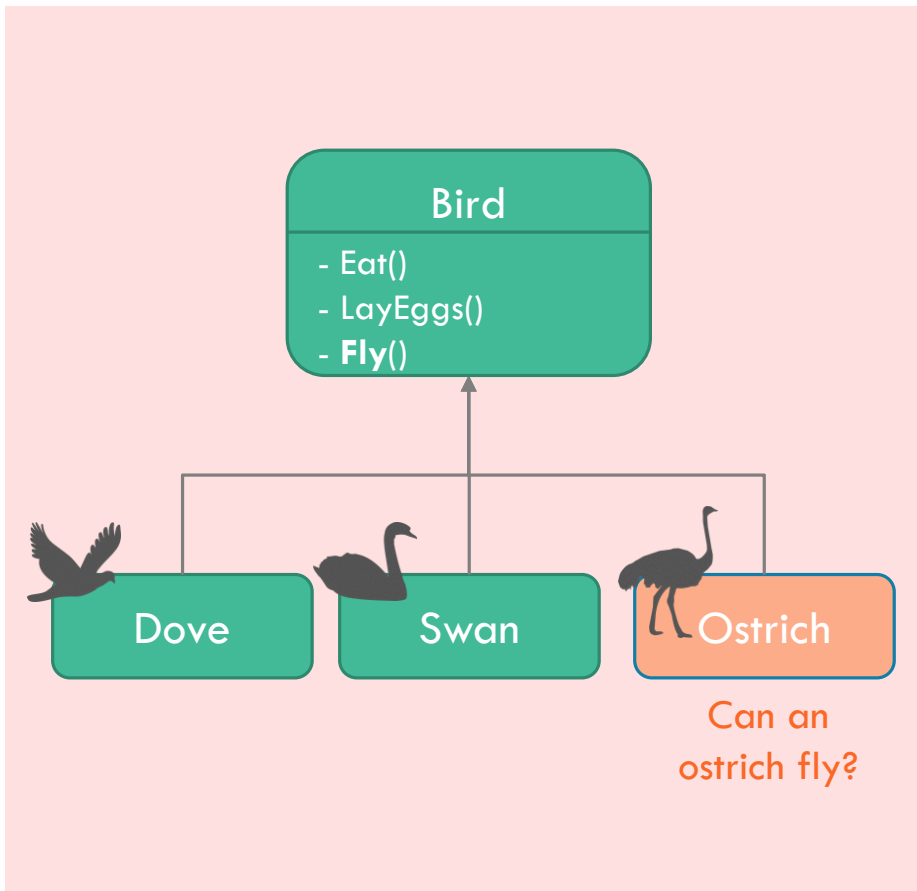 Bird
- Eat()
- LayEggs()
- Fly()
Dove
Swan
Ostrich
Can an
ostrich fly?